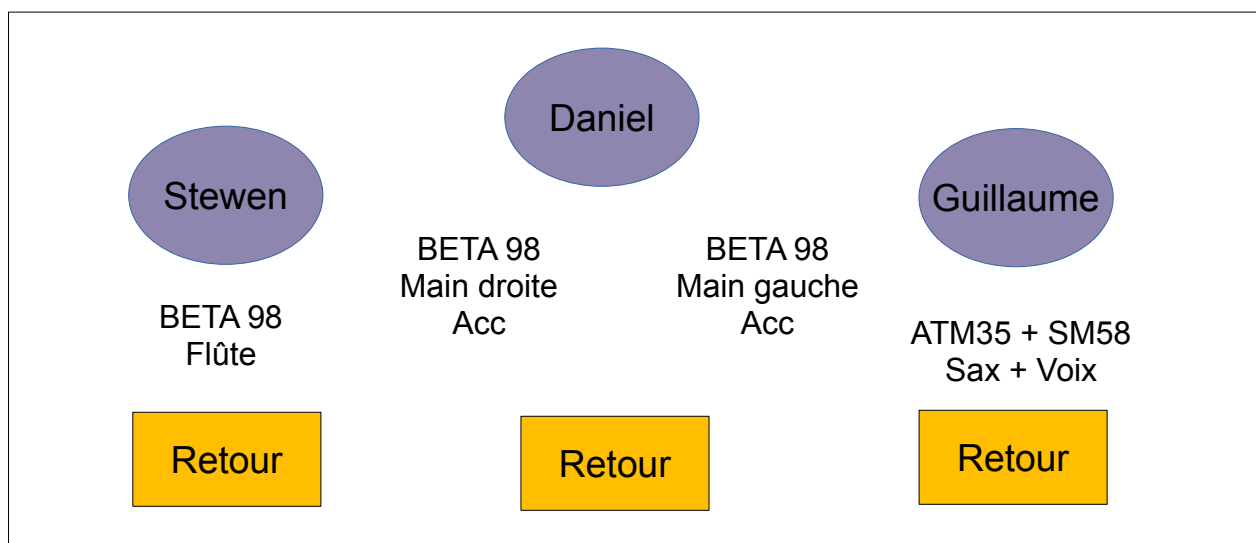 Daniel
Stewen
Guillaume
BETA 98
Main droite
Acc
BETA 98
Main gauche
Acc
BETA 98
Flûte
ATM35 + SM58
Sax + Voix
Retour
Retour
Retour